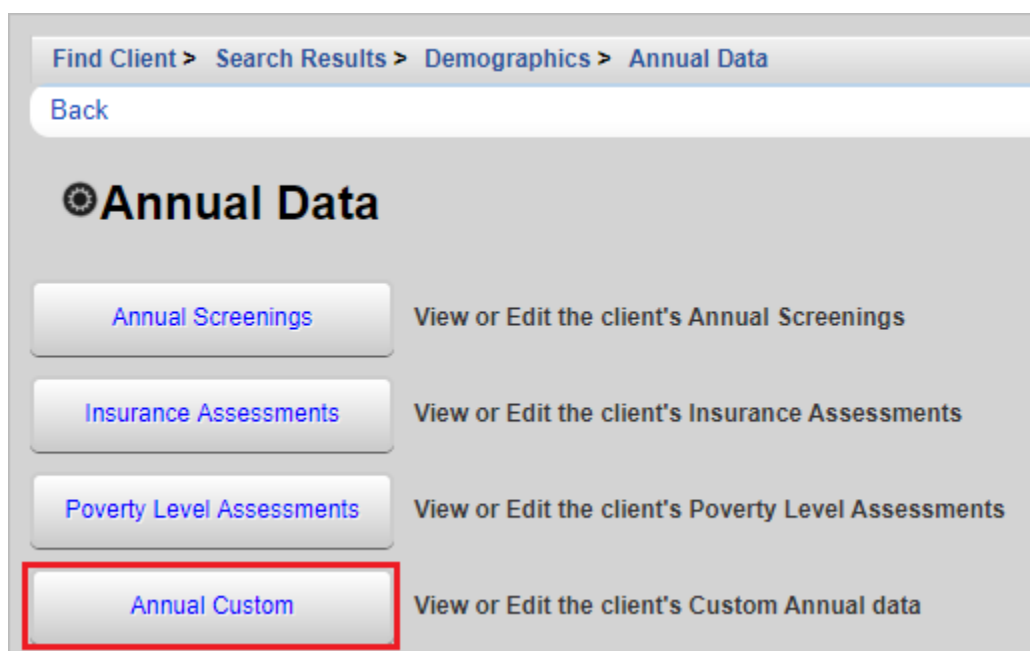 Find Client > Search Results > Demographics > Annual Data
Back
Annual Data
Annual Screenings View or Edit the client's Annual Screenings
Insurance Assessments View or Edit the client's Insurance Assessments
Poverty Level Assessments View or Edit the client's Poverty Level Assessments
Annual Custom View or Edit the client's Custom Annual data